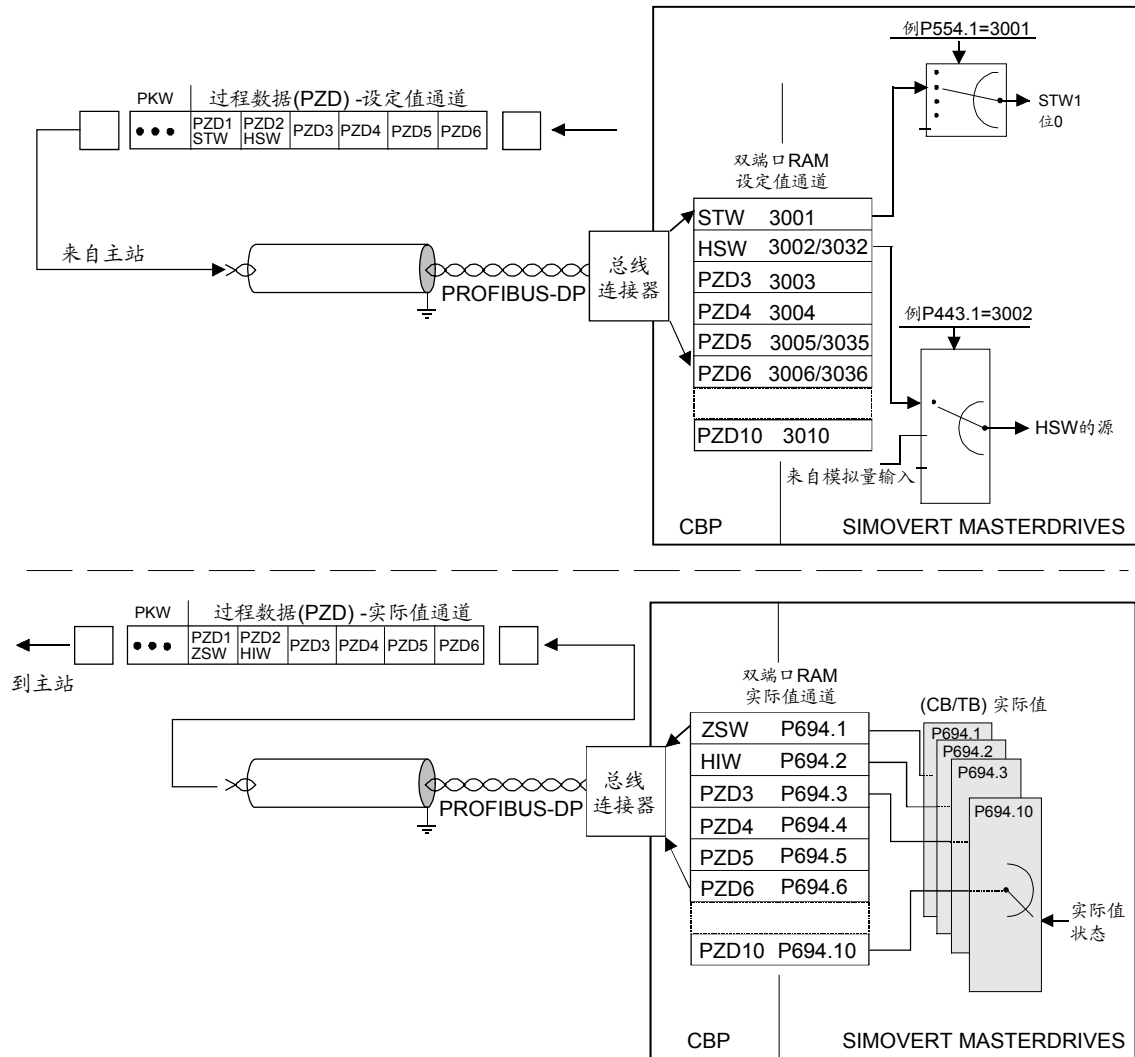 例P554.1=3001
STW1
位0
PKW
过程数据(PZD) -设定值通道
PZD1
STW
PZD2
HSW
PZD3
PZD4
PZD5
PZD6
双端口RAM
设定值通道
STW 3001
HSW 3002/3032
PZD3 3003
PZD4 3004
PZD5 3005/3035
PZD6 3006/3036
PZD10 3010
来自主站
PROFIBUS-DP
总线
连接器
例P443.1=3002
HSW的源
来自模拟量输入
CBP
SIMOVERT MASTERDRIVES
PKW
过程数据(PZD) -实际值通道
PZD1
ZSW
PZD2
HIW
PZD3
PZD4
PZD5
PZD6
到主站
双端口RAM
实际值通道
(CB/TB) 实际值
ZSW P694.1
HIW P694.2
PZD3 P694.3
PZD4 P694.4
PZD5 P694.5
PZD6 P694.6
PZD10 P694.10
P694.1
P694.2
P694.3
P694.10
PROFIBUS-DP
总线
连接器
实际值
状态
CBP
SIMOVERT MASTERDRIVES